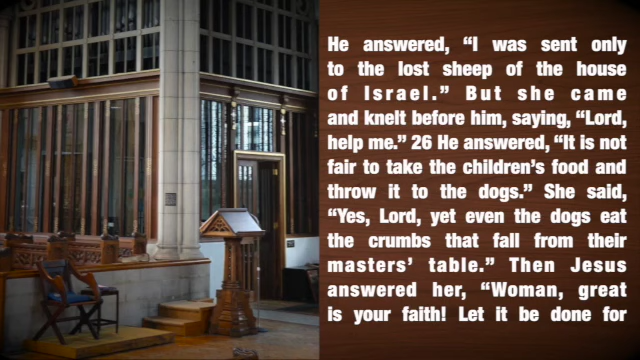 He answered, “I was sent only
to the lost sheep of the house
of Israel.” But she came
and knelt before him, saying, “Lord,
help me.” 26 He answered, “It is not
fair to take the children’s food and
throw it to the dogs.” She said,
“Yes, Lord, yet even the dogs eat
the crumbs that fall from their
masters’ table.” Then Jesus
answered her, “Woman, great
is your faith! Let it be done for